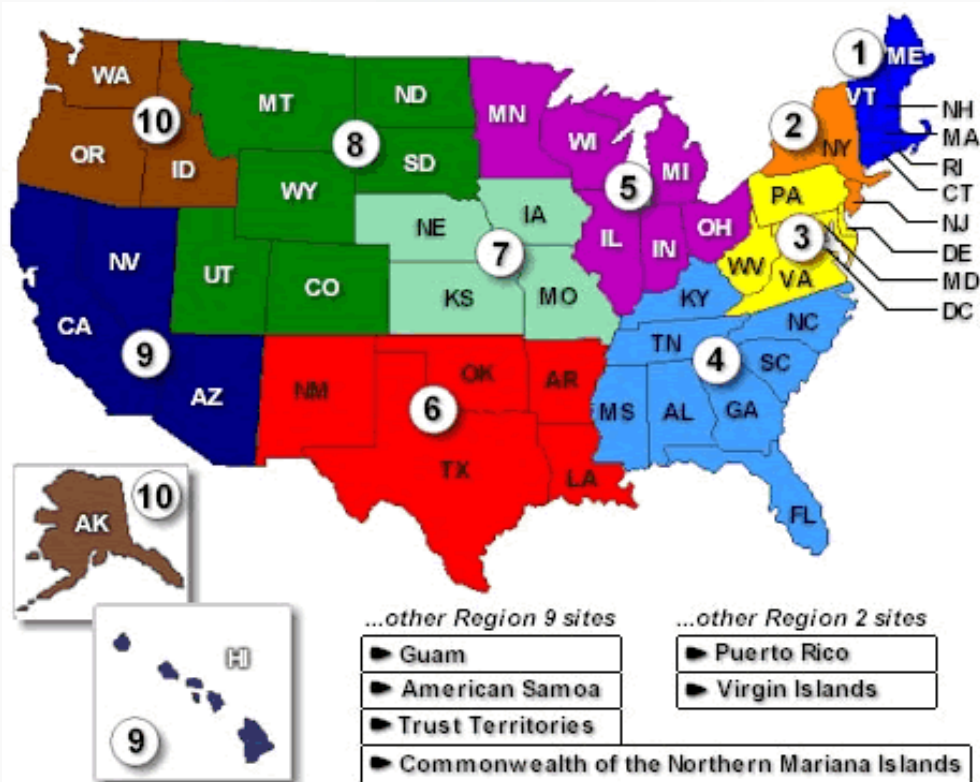 1
ME
WA
VT
MT
ND
NH
10
MN
2
MA
8
WI
NY
OR
SD
MI
RI
ID
5
CT
WY
PA
NE
IA
NJ
IL
OH
3
IN
DE
NV
7
WV
UT
VA
MD
CO
KS
MO
KY
DC
CA
NC
TN
9
4
SC
OK
NM
AR
AZ
6
MS
AL
GA
TX
LA
10
FL
AK
...other Region 9 sites
Guam
American Samoa
Trust Territories
Commonwealth of the Northern Mariana Islands
...other Region 2 sites
Puerto Rico
Virgin Islands
HI
9